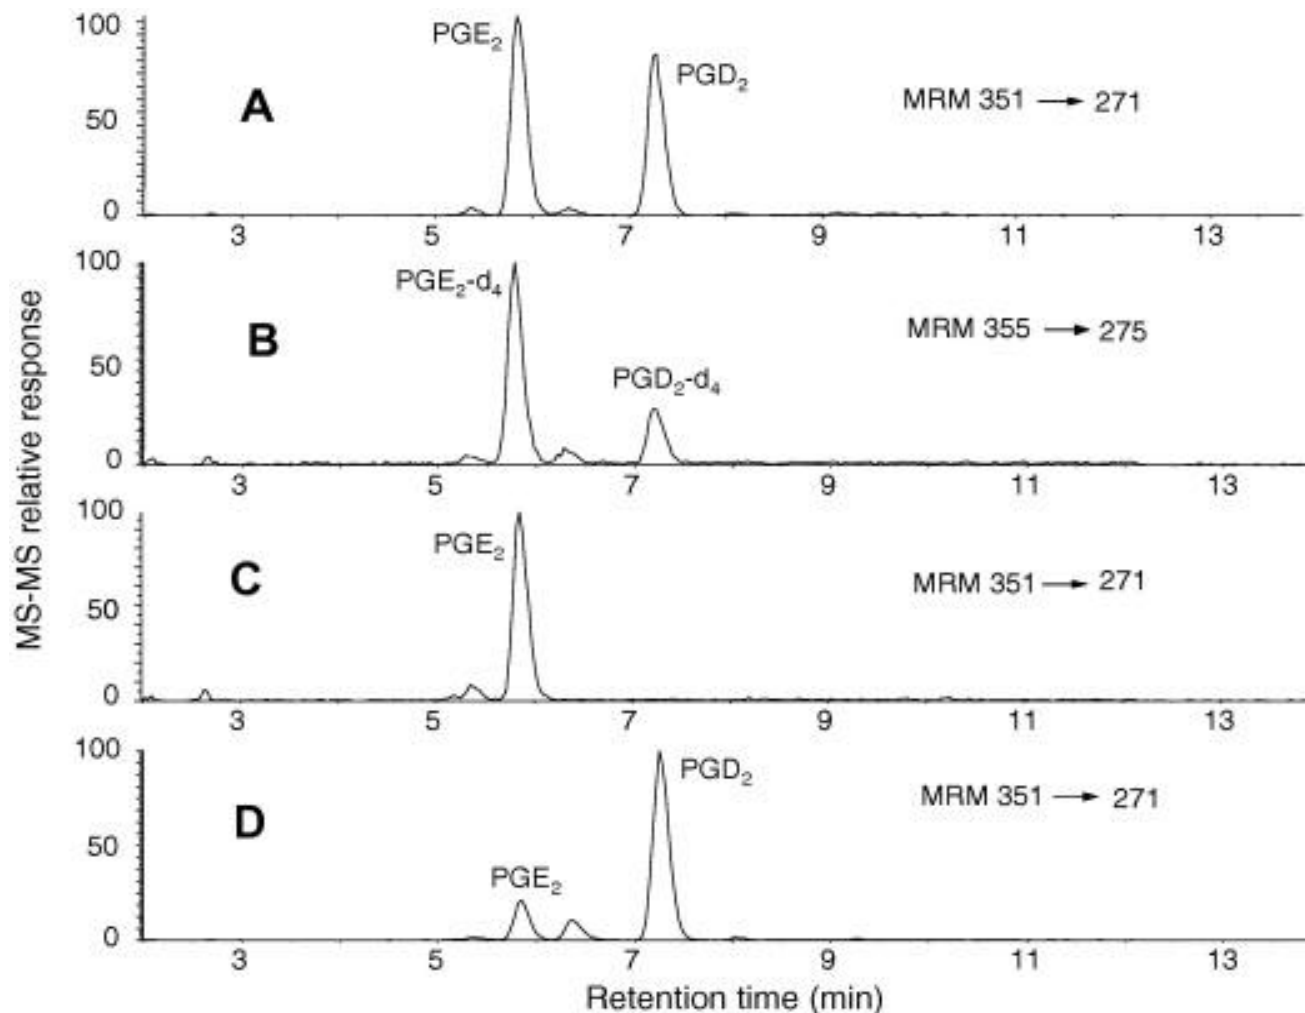 100
PGE₂
PGD₂
A
MRM 351 → 271
50
0
3 5 7 9 11 13
100
PGE₂-d₄
B
MRM 355 → 275
50
PGD₂-d₄
0
3 5 7 9 11 13
100
PGE₂
C
MRM 351 → 271
50
0
3 5 7 9 11 13
100
PGD₂
MRM 351 → 271
D
50
PGE₂
0
3 5 7 9 11 13
MS-MS relative response
Retention time (min)